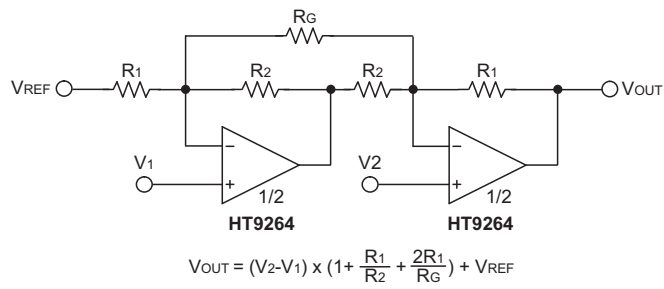 RG
VREF R1 R2 R2 R1 VOUT
V1 − + 1/2 V2 − + 1/2
HT9264 HT9264
VOUT = (V2-V1) x (1+ R1/R2 + 2R1/RG) + VREF